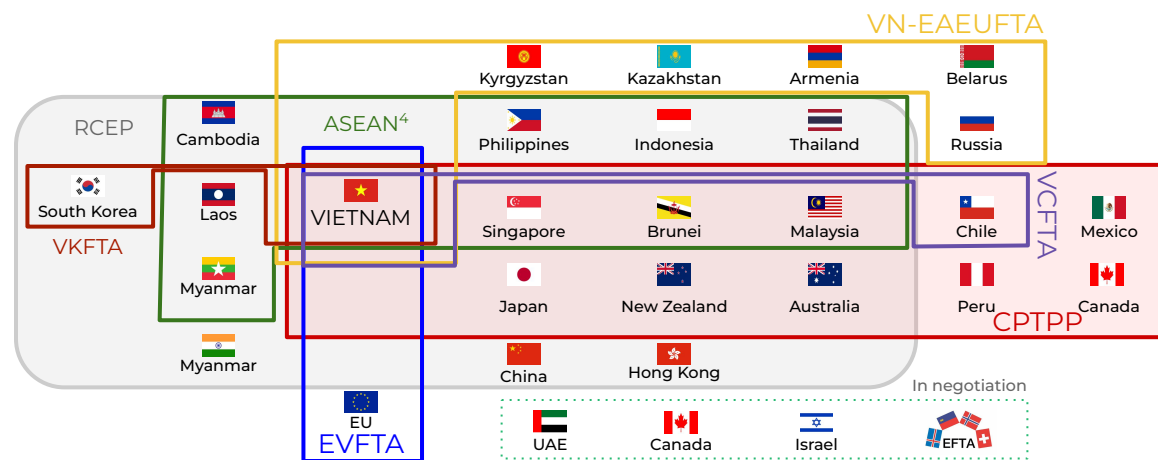 VN-EAEUFTA
Kyrgyzstan
Kazakhstan
Armenia
Belarus
RCEP
Cambodia
ASEAN⁴
Philippines
Indonesia
Thailand
Russia
South Korea
Laos
VIETNAM
Singapore
Brunei
Malaysia
Chile
VCFTA
Mexico
VKFTA
Myanmar
Japan
New Zealand
Australia
Peru
Canada
CPTPP
Myanmar
China
Hong Kong
In negotiation
EU
EVFTA
UAE
Canada
Israel
EFTA